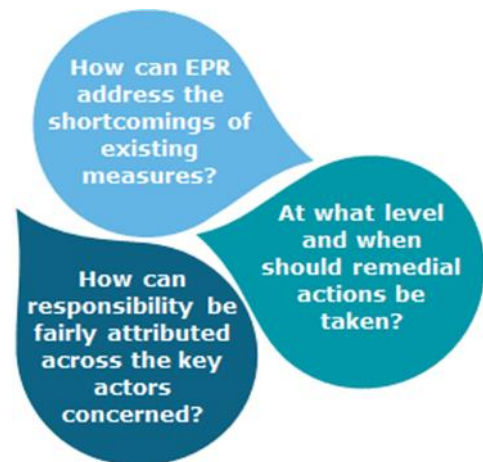 How can EPR
address the
shortcomings of
existing
measures?
At what level
and when
should remedial
actions be
taken?
How can
responsibility be
fairly attributed
across the key
actors
concerned?